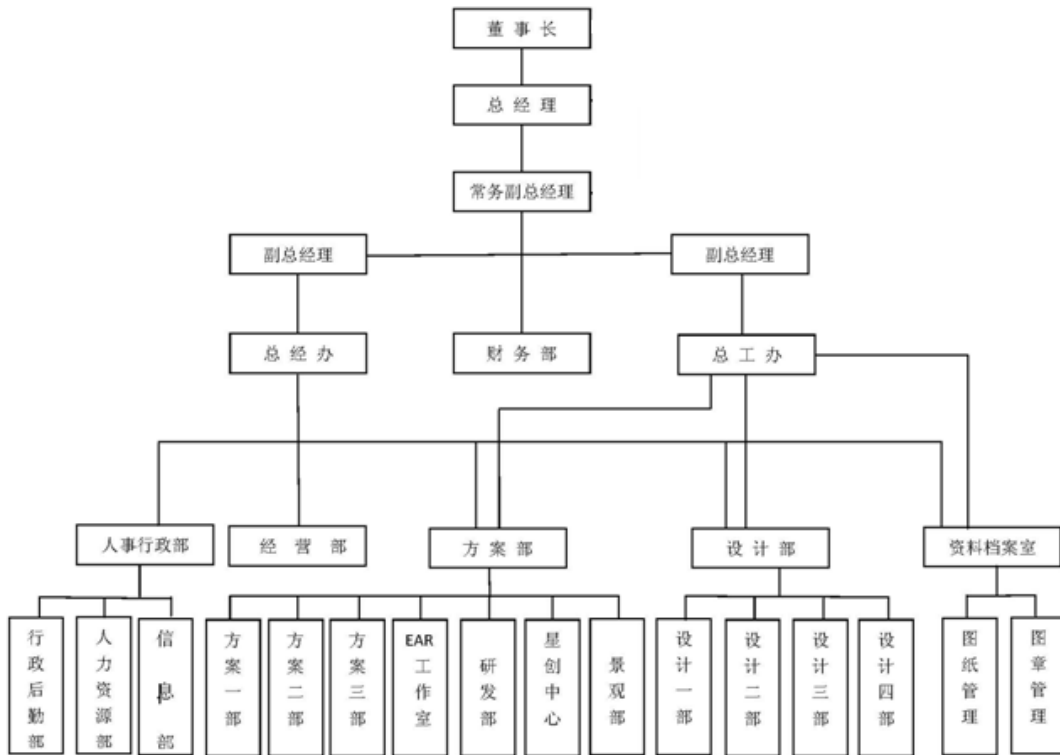 董事长
总经理
常务副总经理
副总经理
副总经理
总经办
财务部
总工办
人事行政部
经营部
方案部
设计部
资料档案室
行政后勤部
人力资源部
信息部
方案一部
方案二部
方案三部
EAR工作室
研发部
星创中心
景观部
设计一部
设计二部
设计三部
设计四部
图纸管理
图章管理